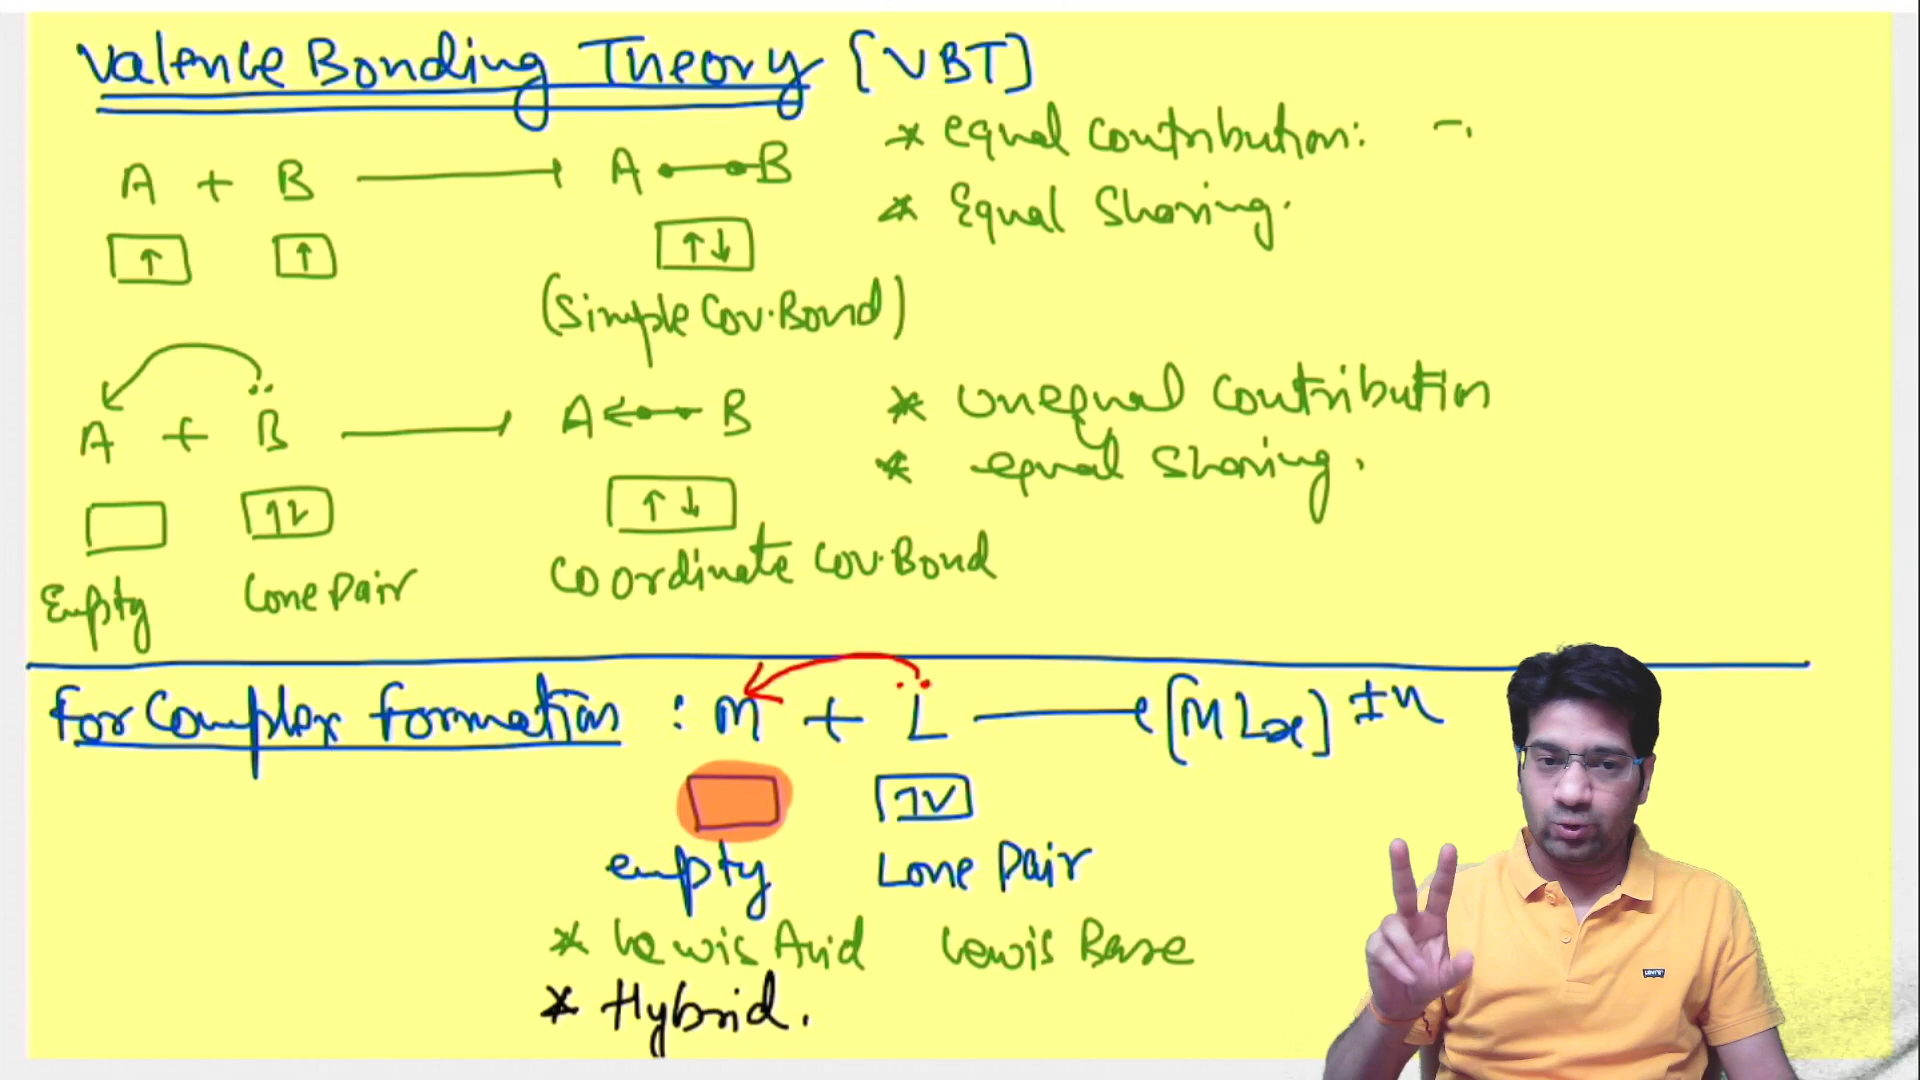 Valence Bonding Theory [VBT]
A + B → A — B
* equal contribution:
* Equal Sharing.
↑ ↑ ↑↓
(Simple Cov. Bond)
A + B → A ← B
* unequal contribution
* equal sharing.
↑↓ ↑↓
Empty Lone Pair Coordinate Cov. Bond
For Complex Formation : M + L → [MLx]±n
↑↓
empty Lone Pair
* Lewis Acid Lewis Base
* Hybrid.
LEVI'S